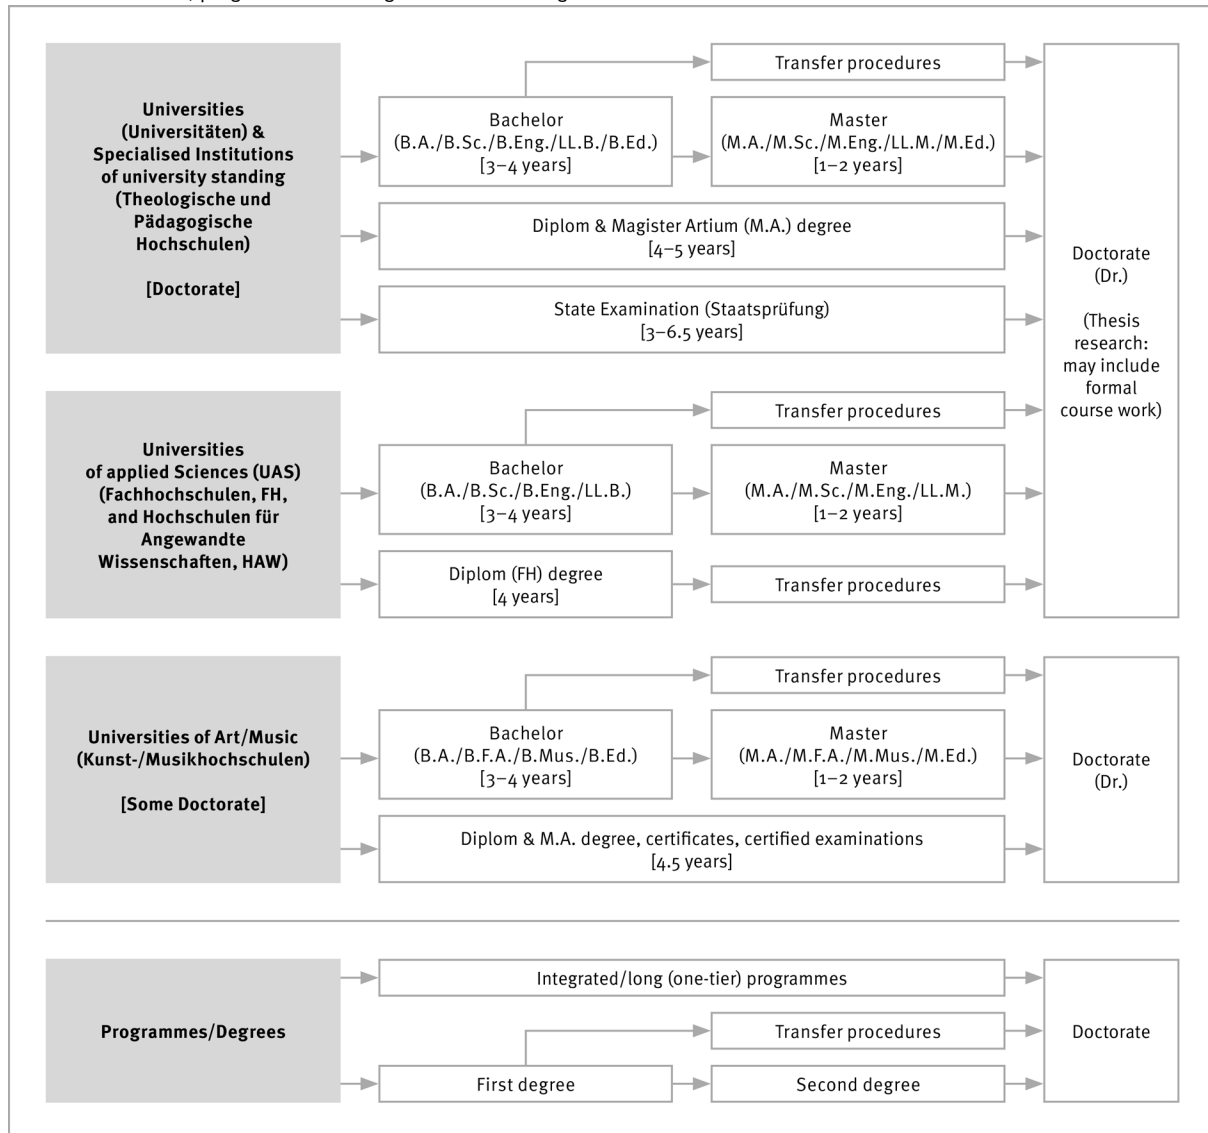 Universities
(Universitäten) &
Specialised Institutions
of university standing
(Theologische und
Pädagogische
Hochschulen)
[Doctorate]
Transfer procedures
Bachelor
(B.A./B.Sc./B.Eng./LL.B./B.Ed.)
[3–4 years]
Master
(M.A./M.Sc./M.Eng./LL.M./M.Ed.)
[1–2 years]
Diplom & Magister Artium (M.A.) degree
[4–5 years]
State Examination (Staatsprüfung)
[3–6.5 years]
Doctorate
(Dr.)
(Thesis
research:
may include
formal
course work)
Universities
of applied Sciences (UAS)
(Fachhochschulen, FH,
and Hochschulen für
Angewandte
Wissenschaften, HAW)
Transfer procedures
Bachelor
(B.A./B.Sc./B.Eng./LL.B.)
[3–4 years]
Master
(M.A./M.Sc./M.Eng./LL.M.)
[1–2 years]
Diplom (FH) degree
[4 years]
Transfer procedures
Universities of Art/Music
(Kunst-/Musikhochschulen)
[Some Doctorate]
Transfer procedures
Bachelor
(B.A./B.F.A./B.Mus./B.Ed.)
[3–4 years]
Master
(M.A./M.F.A./M.Mus./M.Ed.)
[1–2 years]
Diplom & M.A. degree, certificates, certified examinations
[4.5 years]
Doctorate
(Dr.)
Programmes/Degrees
Integrated/long (one-tier) programmes
Transfer procedures
First degree
Second degree
Doctorate